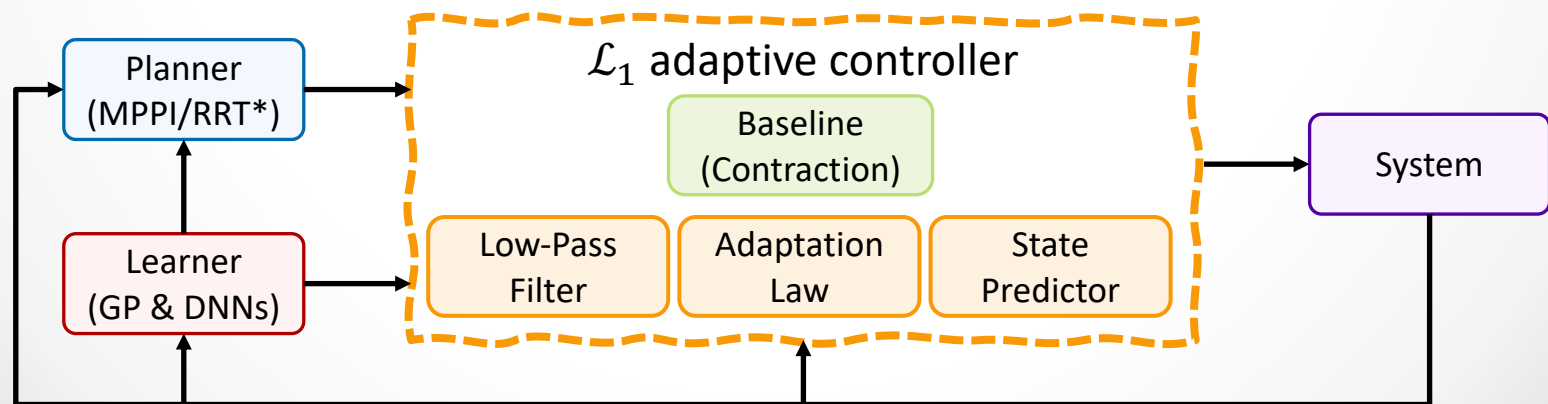 Planner
(MPPI/RRT*)
Learner
(GP & DNNs)
ℒ₁ adaptive controller
Baseline
(Contraction)
Low-Pass
Filter
Adaptation
Law
State
Predictor
System